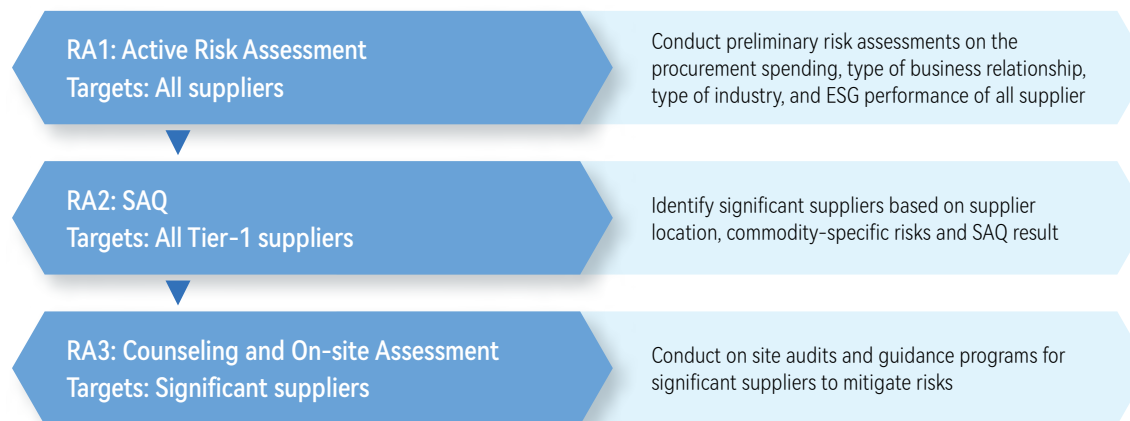 RA1: Active Risk Assessment
Targets: All suppliers
Conduct preliminary risk assessments on the
procurement spending, type of business relationship,
type of industry, and ESG performance of all supplier
RA2: SAQ
Targets: All Tier-1 suppliers
Identify significant suppliers based on supplier
location, commodity-specific risks and SAQ result
RA3: Counseling and On-site Assessment
Targets: Significant suppliers
Conduct on site audits and guidance programs for
significant suppliers to mitigate risks